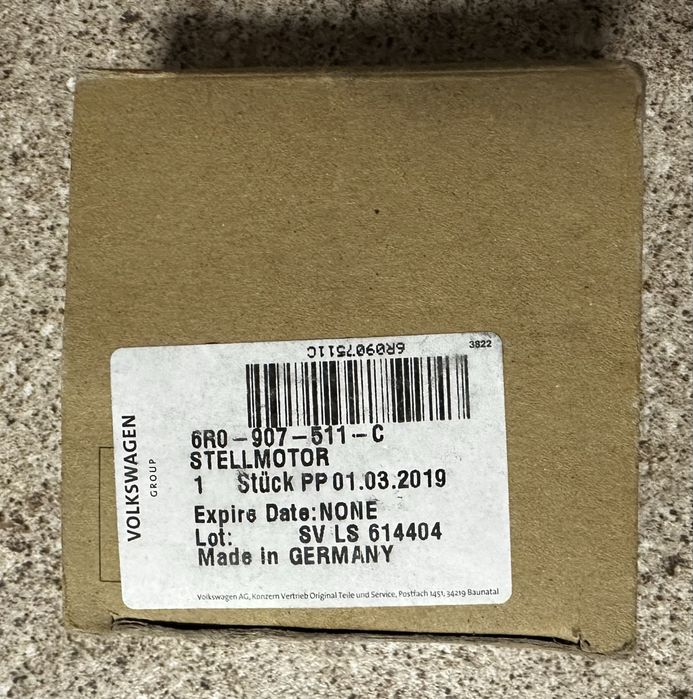 6R0907511C
3822
VOLKSWAGEN
GROUP
6R0-907-511--C
STELLMOTOR
1 Stück PP 01.03.2019
Expire Date:NONE
Lot: SV LS 614404
Made in GERMANY
Volkswagen AG, Konzern Vertrieb Original Teile und Service, Postfach 1451, 34219 Baunatal